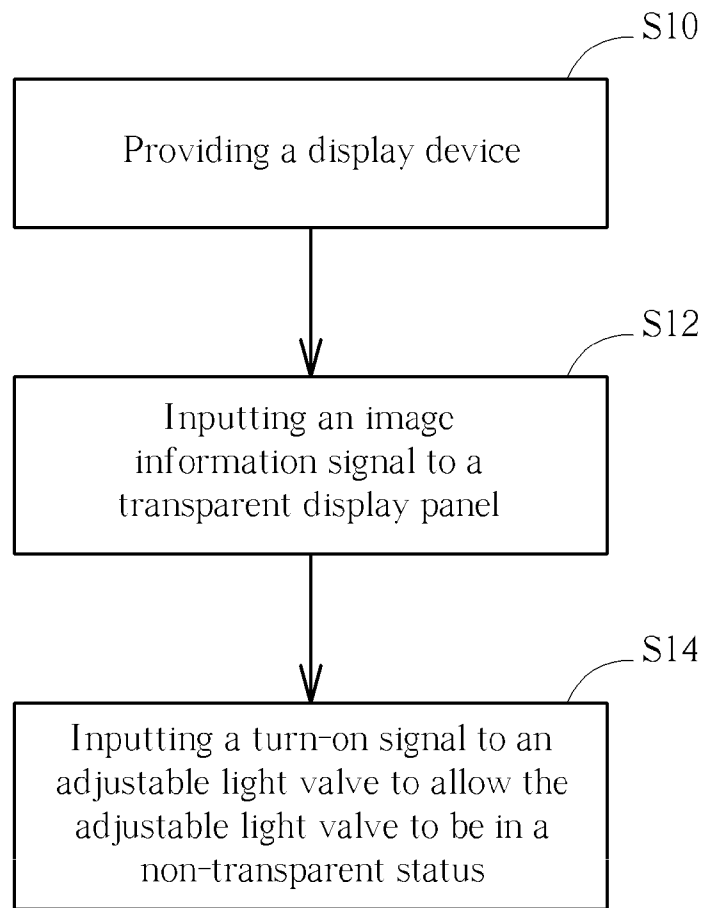 S10
Providing a display device
S12
Inputting an image
information signal to a
transparent display panel
S14
Inputting a turn-on signal to an
adjustable light valve to allow the
adjustable light valve to be in a
non-transparent status